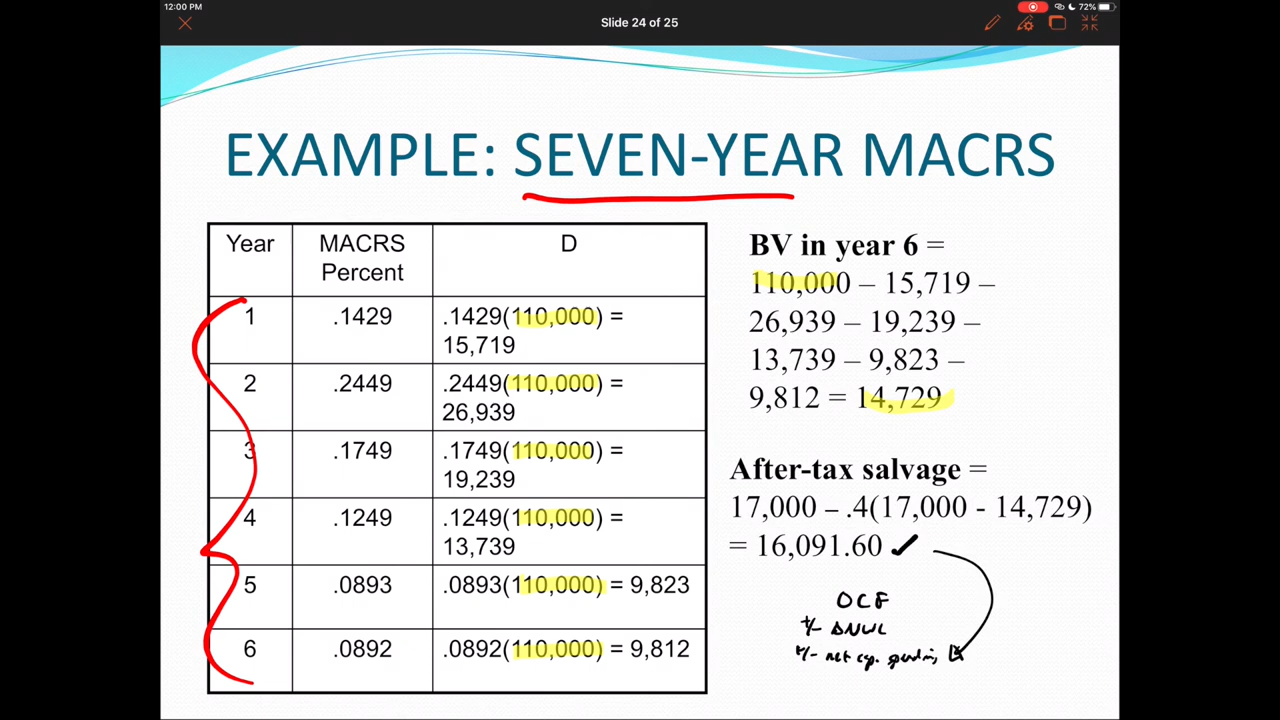 12:00 PM
72%
Slide 24 of 25
EXAMPLE: SEVEN-YEAR MACRS
Year
MACRS
Percent
D
1
.1429
.1429(110,000) =
15,719
2
.2449
.2449(110,000) =
26,939
3
.1749
.1749(110,000) =
19,239
4
.1249
.1249(110,000) =
13,739
5
.0893
.0893(110,000) = 9,823
6
.0892
.0892(110,000) = 9,812
BV in year 6 =
110,000 – 15,719 –
26,939 – 19,239 –
13,739 – 9,823 –
9,812 = 14,729
After-tax salvage =
17,000 – .4(17,000 - 14,729)
= 16,091.60 ✓
OCF
+/- ΔNWC
+/- net cap. spending